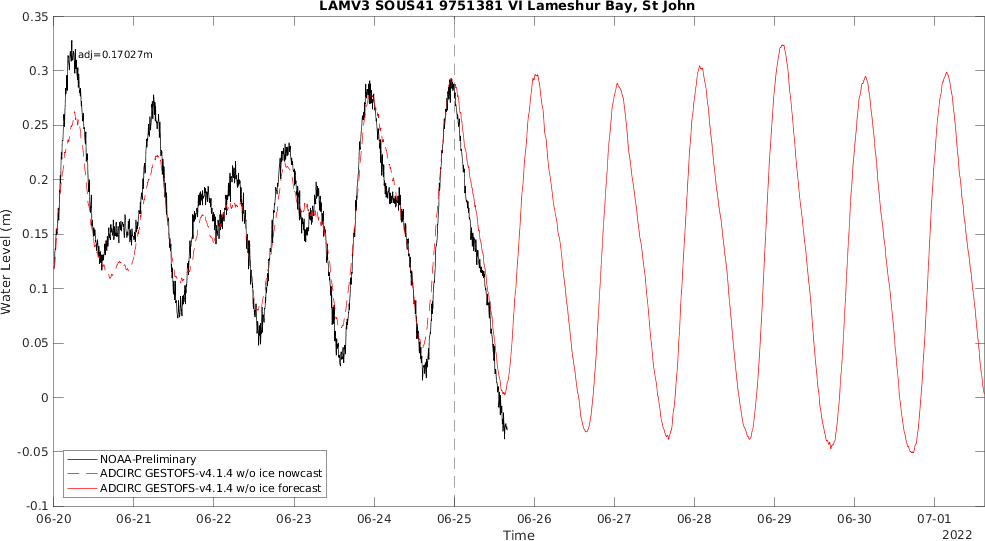 LAMV3 SOUS41 9751381 VI Lameshur Bay, St John
0.35
0.3
0.25
0.2
0.15
0.1
0.05
0
-0.05
-0.1
Water Level (m)
adj=0.17027m
NOAA-Preliminary
ADCIRC GESTOFS-v4.1.4 w/o ice nowcast
ADCIRC GESTOFS-v4.1.4 w/o ice forecast
06-20 06-21 06-22 06-23 06-24 06-25 06-26 06-27 06-28 06-29 06-30 07-01
Time
2022